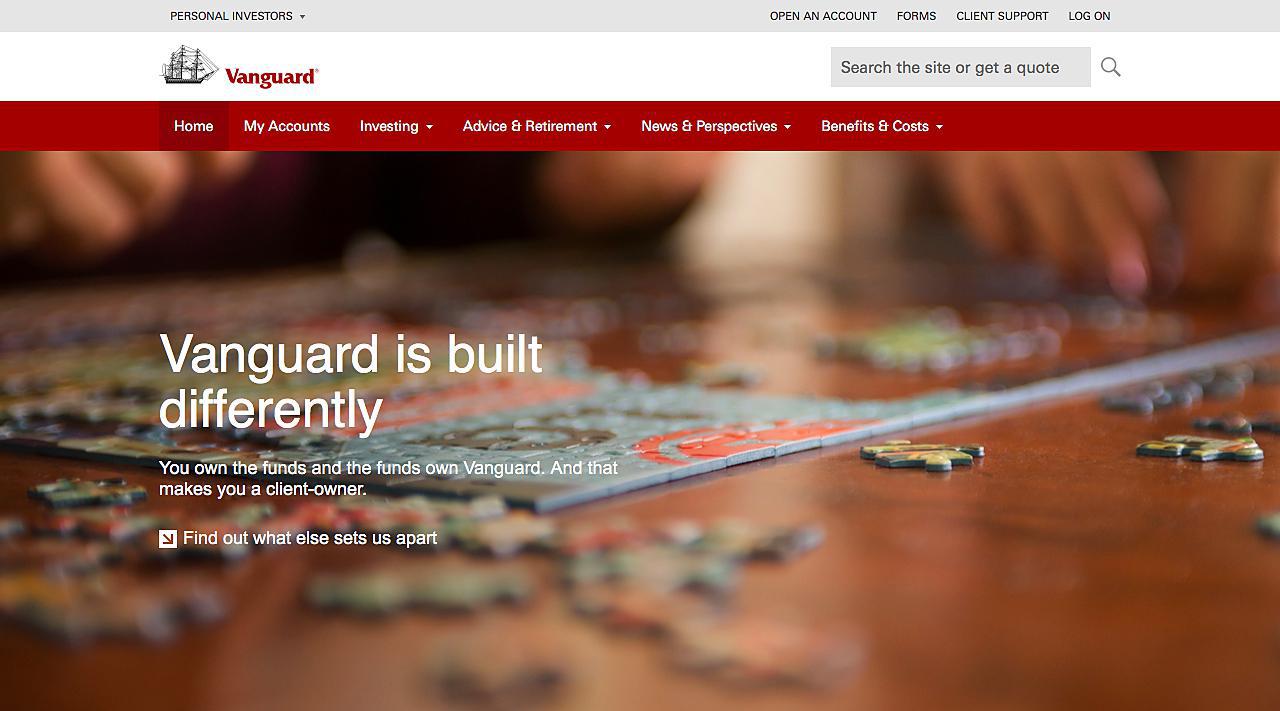 PERSONAL INVESTORS
OPEN AN ACCOUNT FORMS CLIENT SUPPORT LOG ON
Vanguard®
Search the site or get a quote
Home My Accounts Investing Advice & Retirement News & Perspectives Benefits & Costs
Vanguard is built
differently
You own the funds and the funds own Vanguard. And that
makes you a client-owner.
Find out what else sets us apart